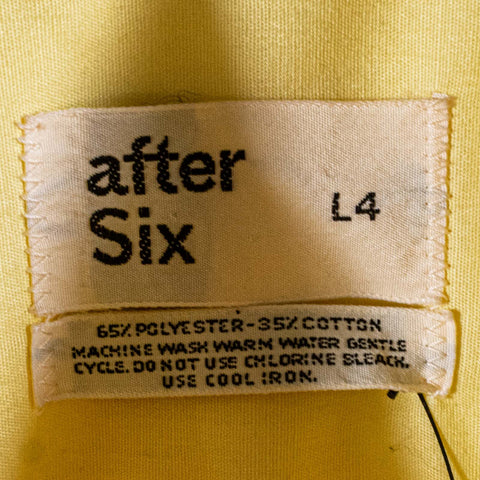 after
Six
L4
65% POLYESTER-35% COTTON
MACHINE WASH WARM WATER GENTLE
CYCLE. DO NOT USE CHLORINE BLEACH.
USE COOL IRON.